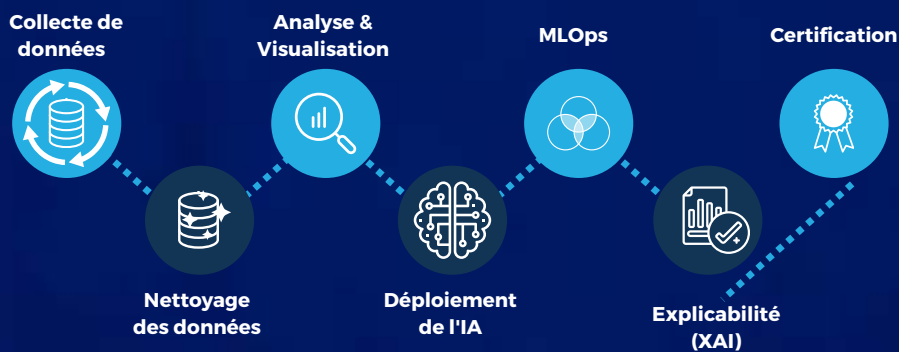 Collecte de
données
Nettoyage
des données
Analyse &
Visualisation
Déploiement
de l'IA
MLOps
Explicabilité
(XAI)
Certification